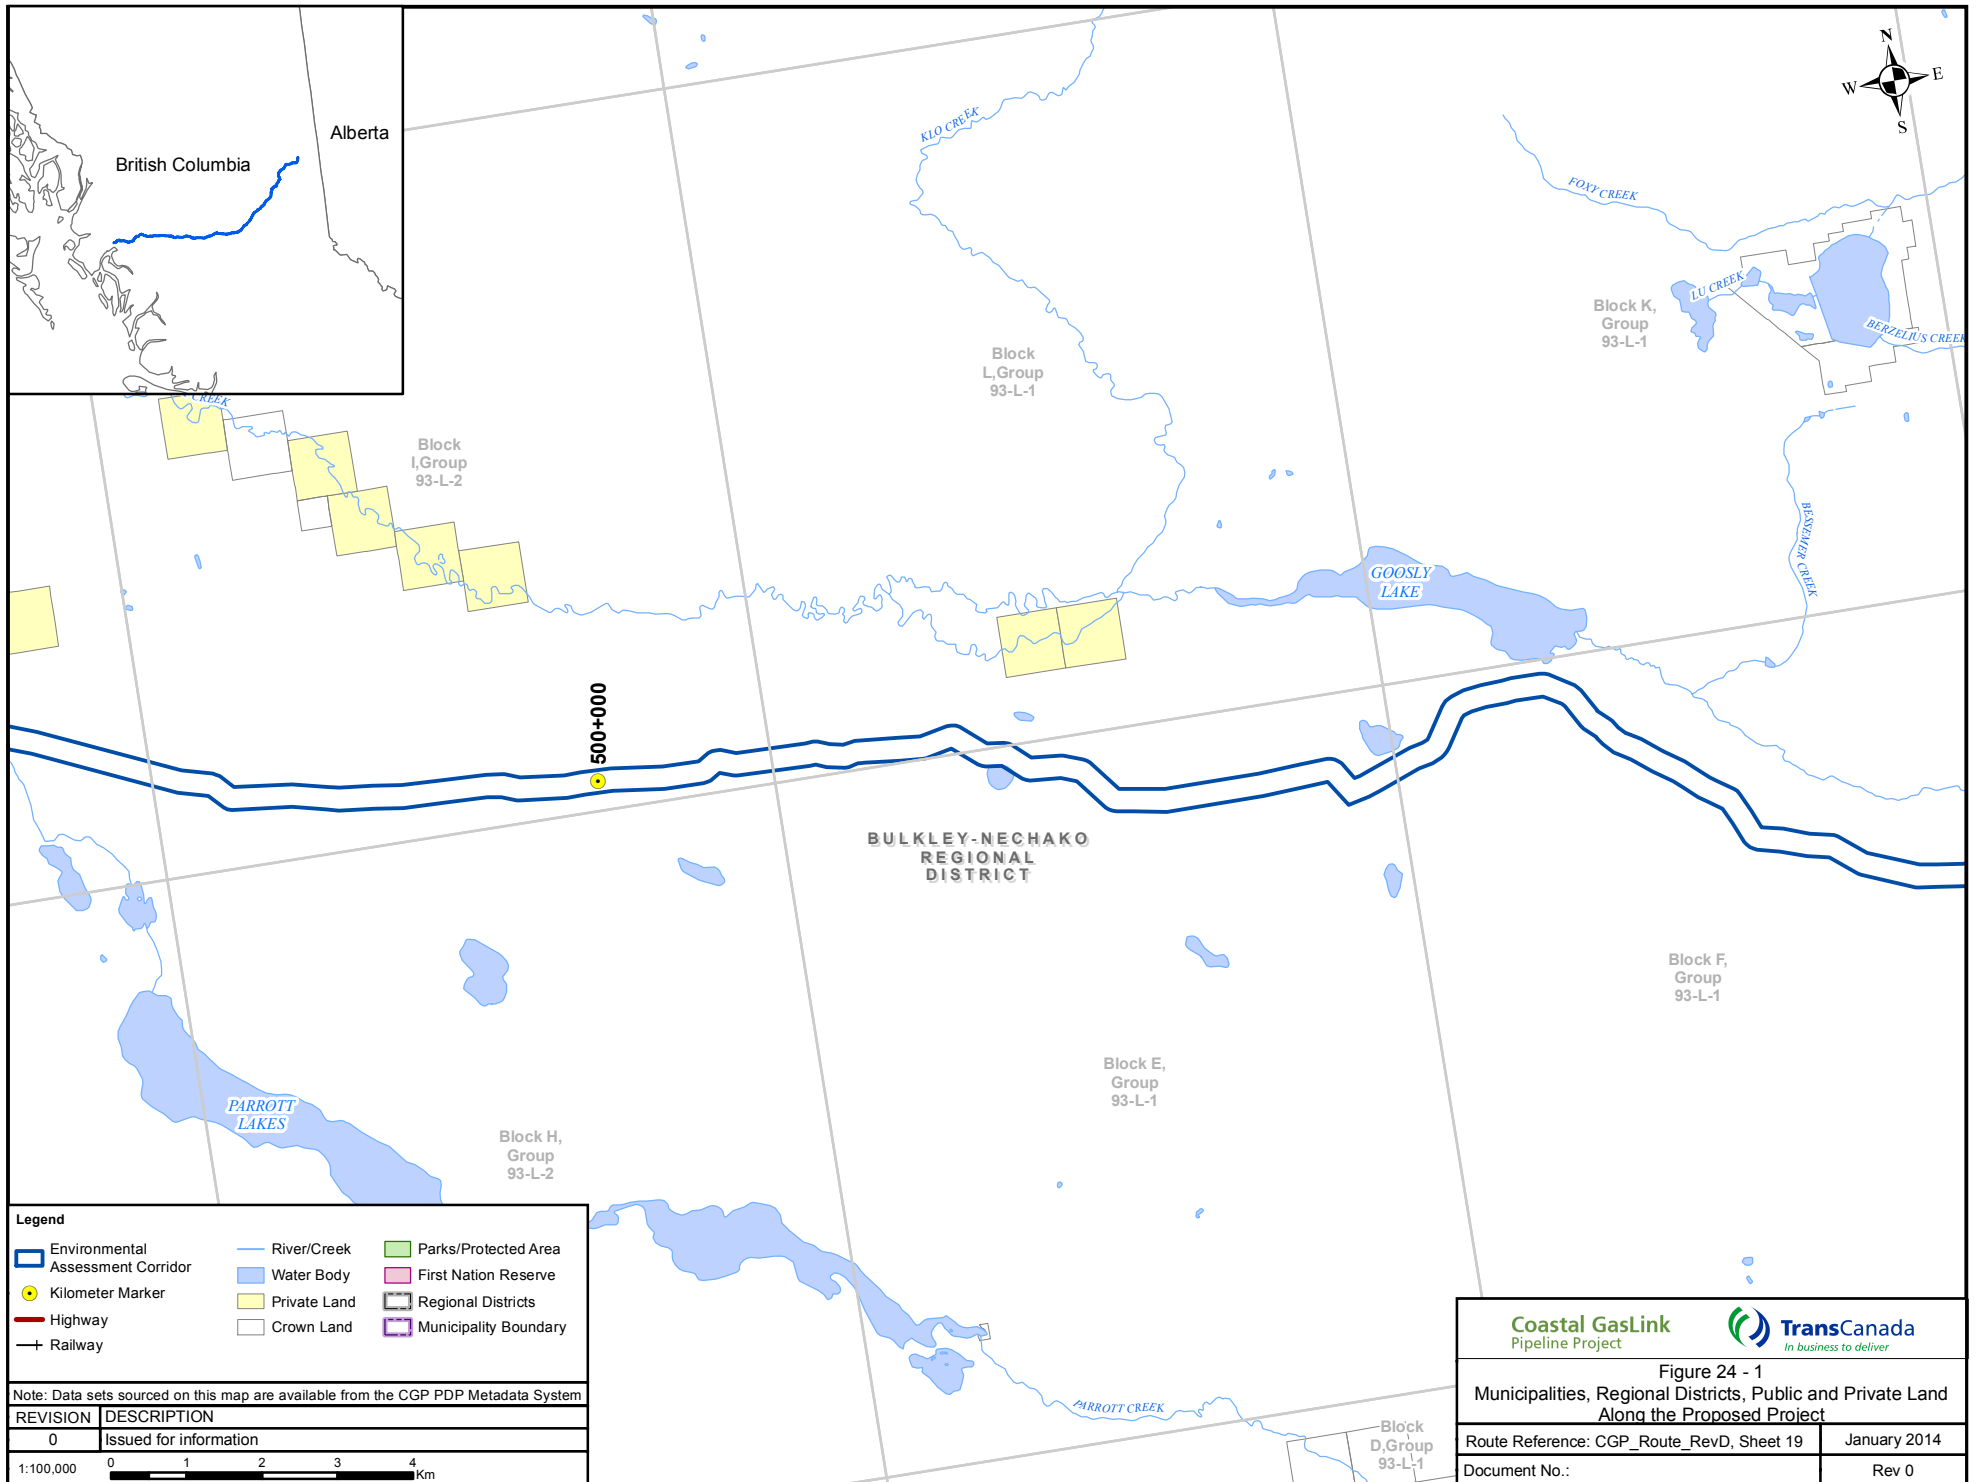 British Columbia
Alberta
N
W
E
S
KLO CREEK
FOXY CREEK
LU CREEK
BERZELIUS CREEK
Block K,
Group
93-L-1
Block
L,Group
93-L-1
CREEK
Block
I,Group
93-L-2
BESSEMER CREEK
GOOSLY
LAKE
500+000
BULKLEY-NECHAKO
REGIONAL
DISTRICT
Block F,
Group
93-L-1
Block E,
Group
93-L-1
PARROTT
LAKES
Block H,
Group
93-L-2
PARROTT CREEK
Block
D,Group
93-L-1
Legend
Environmental
Assessment Corridor
Kilometer Marker
Highway
Railway
River/Creek
Water Body
Private Land
Crown Land
Parks/Protected Area
First Nation Reserve
Regional Districts
Municipality Boundary
Note: Data sets sourced on this map are available from the CGP PDP Metadata System
REVISION DESCRIPTION
0 Issued for information
1:100,000 0 1 2 3 4 Km
Coastal GasLink
Pipeline Project
TransCanada
In business to deliver
Figure 24 - 1
Municipalities, Regional Districts, Public and Private Land
Along the Proposed Project
Route Reference: CGP_Route_RevD, Sheet 19 January 2014
Document No.: Rev 0